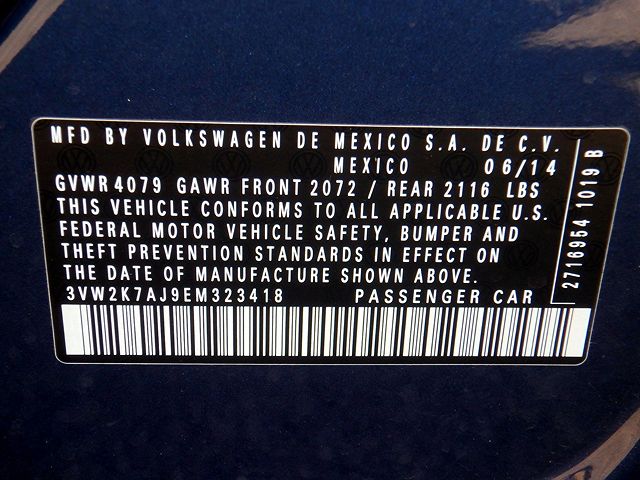 MFD BY VOLKSWAGEN DE MEXICO S.A. DE C.V.
MEXICO 06/14
GVWR 4079 GAWR FRONT 2072 / REAR 2116 LBS
THIS VEHICLE CONFORMS TO ALL APPLICABLE U.S.
FEDERAL MOTOR VEHICLE SAFETY, BUMPER AND
THEFT PREVENTION STANDARDS IN EFFECT ON
THE DATE OF MANUFACTURE SHOWN ABOVE.
3VW2K7AJ9EM323418 PASSENGER CAR
2716954 1019 B